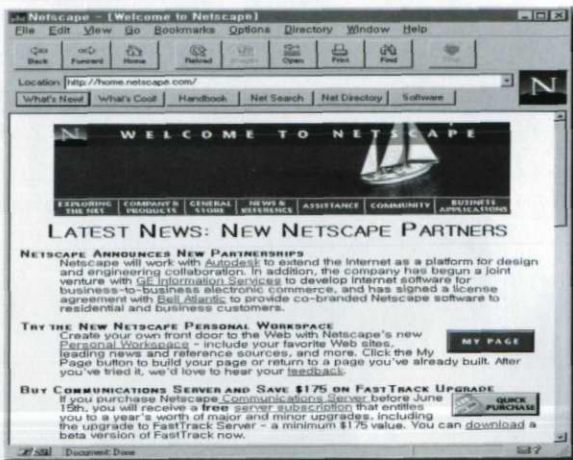 Netscape - [Welcome to Netscape]
File Edit View Go Bookmarks Options Directory Window Help
Back Forward Home Reload Images Open Print Find Stop
Location: http://home.netscape.com/
What's New! What's Cool! Handbook Net Search Net Directory Software
N
N WELCOME TO NETSCAPE
EXPLORING THE NET COMPANY & PRODUCTS GENERAL STORE NEWS & REFERENCE ASSISTANCE COMMUNITY BUSINESS APPLICATIONS
LATEST NEWS: NEW NETSCAPE PARTNERS
NETSCAPE ANNOUNCES NEW PARTNERSHIPS
Netscape will work with Autodesk to extend the Internet as a platform for design
and engineering collaboration. In addition, the company has begun a joint
venture with GE Information Services to develop Internet software for
business-to-business electronic commerce, and has signed a license
agreement with Bell Atlantic to provide co-branded Netscape software to
residential and business customers.
TRY THE NEW NETSCAPE PERSONAL WORKSPACE
Create your own front door to the Web with Netscape's new
Personal Workspace - include your favorite Web sites,
leading news and reference sources, and more. Click the My
Page button to build your page or return to a page you've already built. After
you've tried it, we'd love to hear your feedback.
MY PAGE
BUY COMMUNICATIONS SERVER AND SAVE $175 ON FASTTRACK UPGRADE
If you purchase Netscape Communications Server before June
15th, you will receive a free server subscription that entitles
you to a year's worth of major and minor upgrades, including
the upgrade to FastTrack Server - a minimum $175 value. You can download a
beta version of FastTrack now.
QUICK PURCHASE
Document: Done